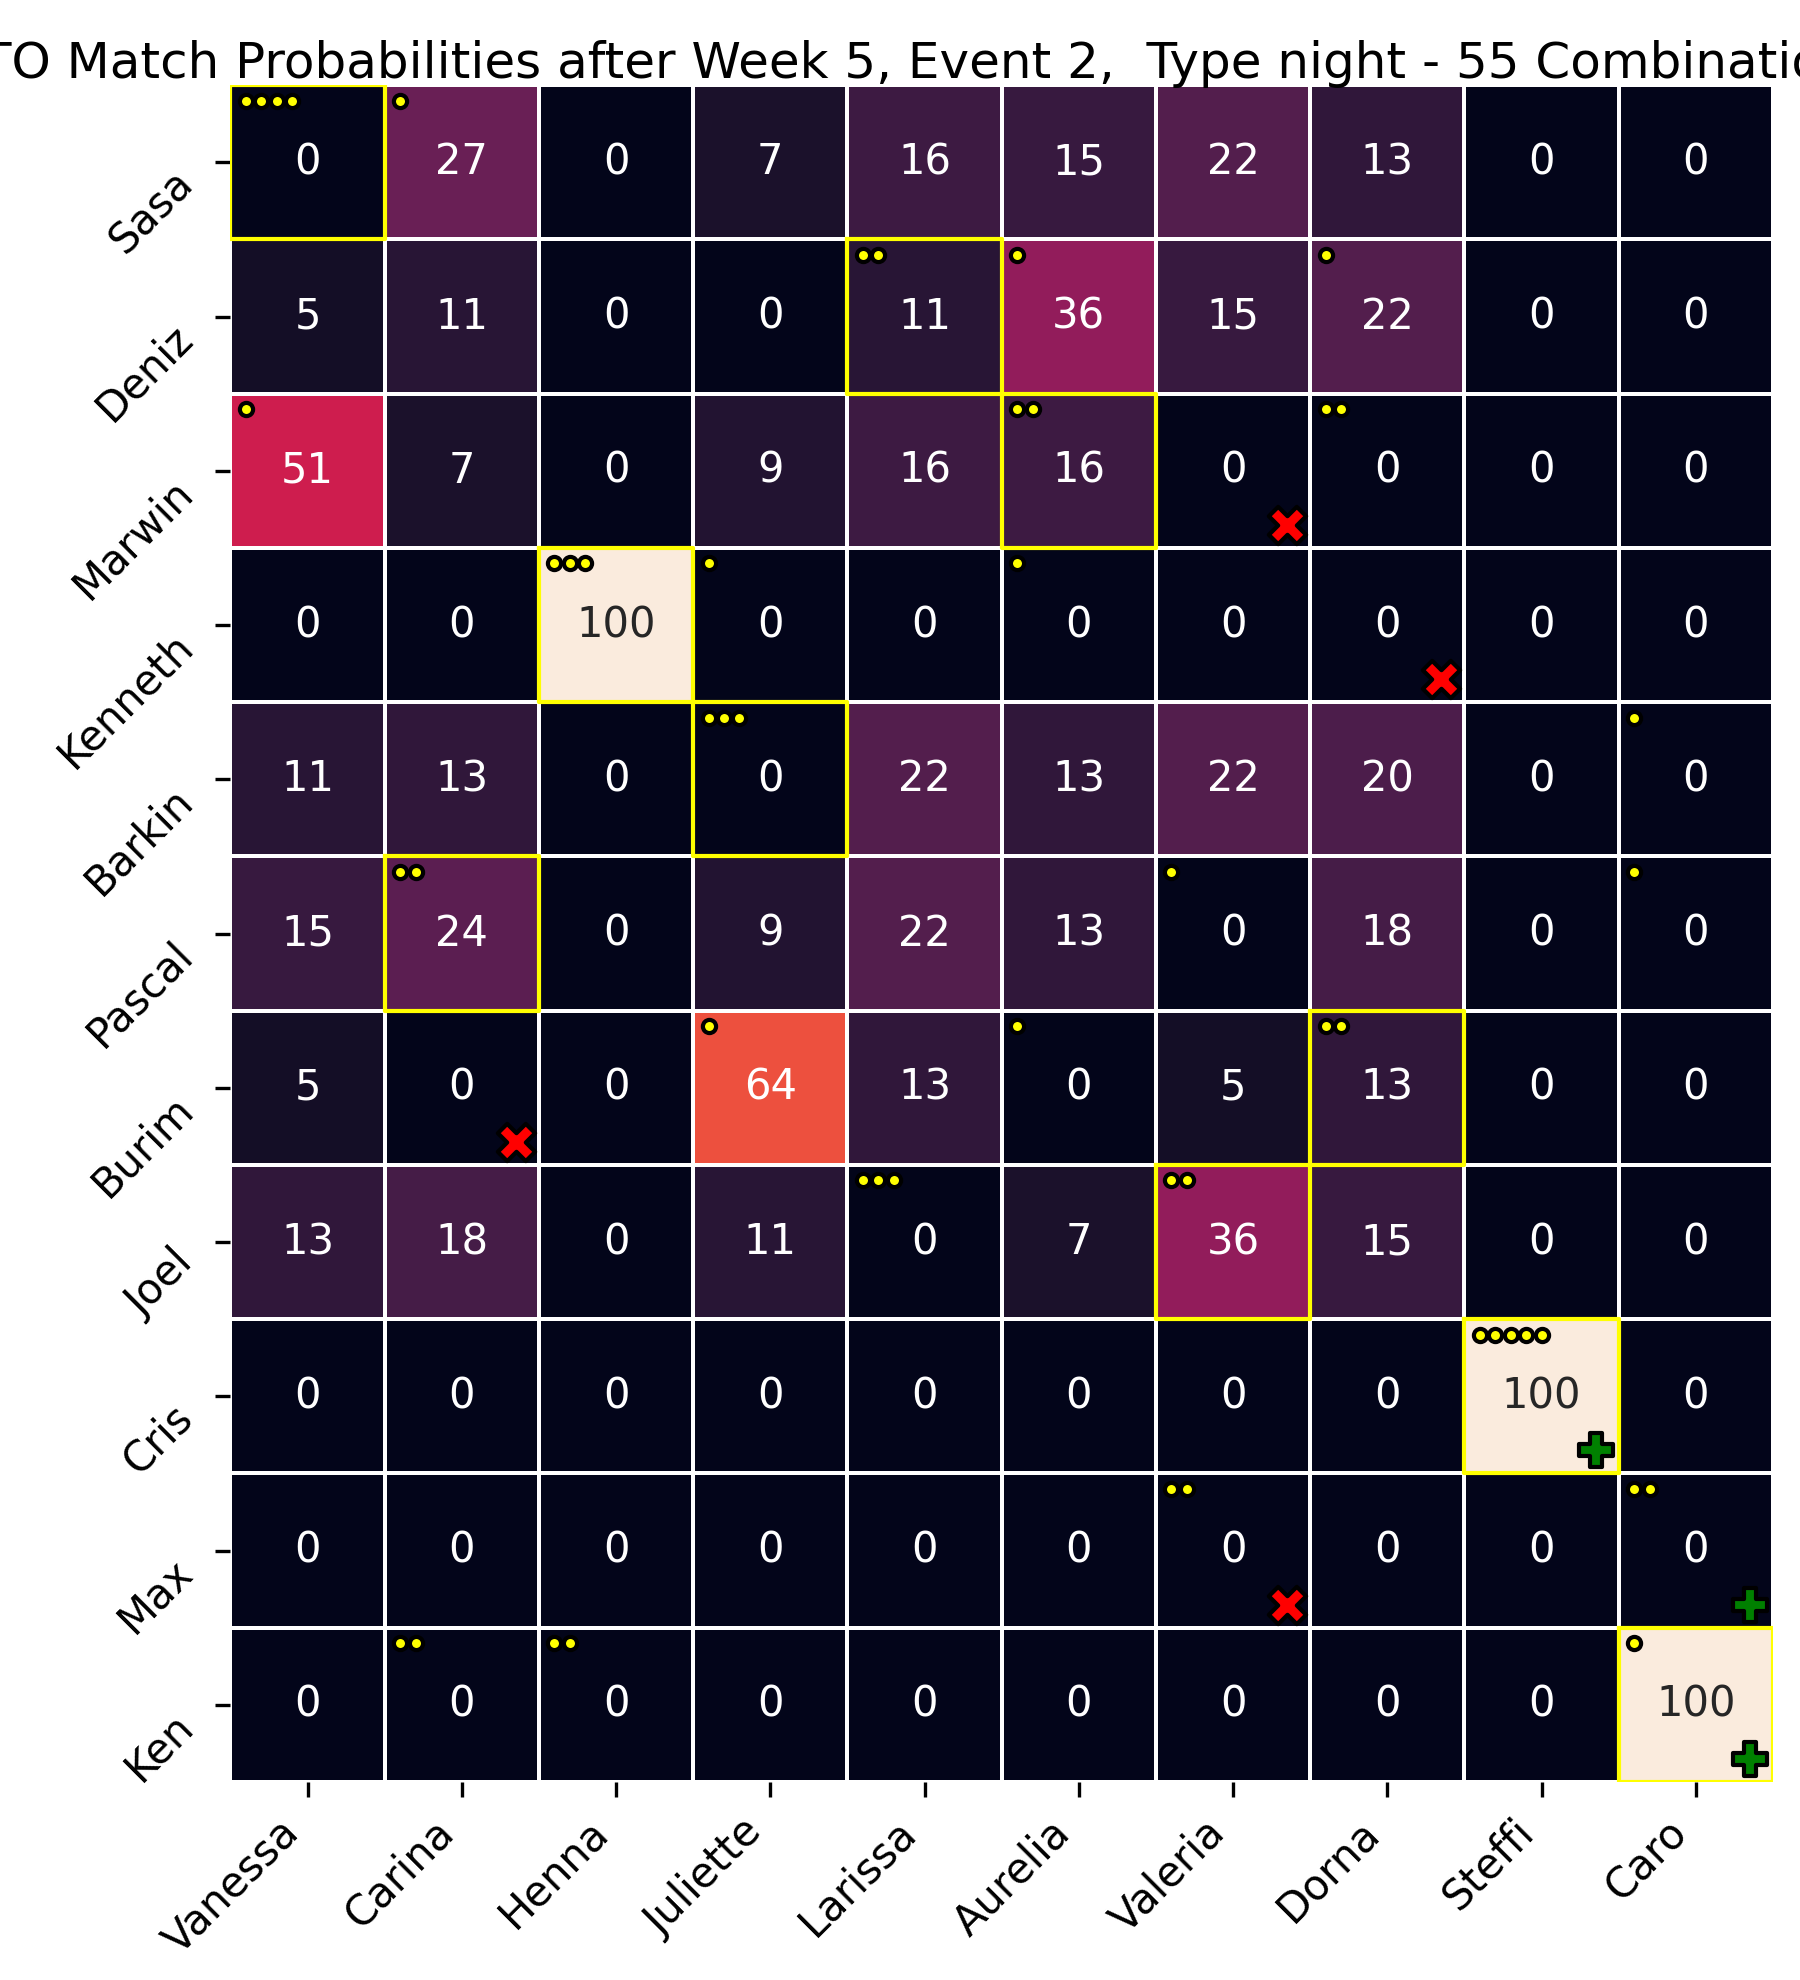 TO Match Probabilities after Week 5, Event 2, Type night - 55
Sasa 0 27 0 7 16 15 22 13 0 0
Deniz 5 11 0 0 11 36 15 22 0 0
Marwin 51 7 0 9 16 16 0 0 0 0
Kenneth 0 0 100 0 0 0 0 0 0 0
Barkin 11 13 0 0 22 13 22 20 0 0
Pascal 15 24 0 9 22 13 0 18 0 0
Burim 5 0 0 64 13 0 5 13 0 0
Joel 13 18 0 11 0 7 36 15 0 0
Cris 0 0 0 0 0 0 0 0 100 0
Max 0 0 0 0 0 0 0 0 0 0
Ken 0 0 0 0 0 0 0 0 0 100
Vanessa Carina Henna Juliette Larissa Aurelia Valeria Dorna Steffi Caro